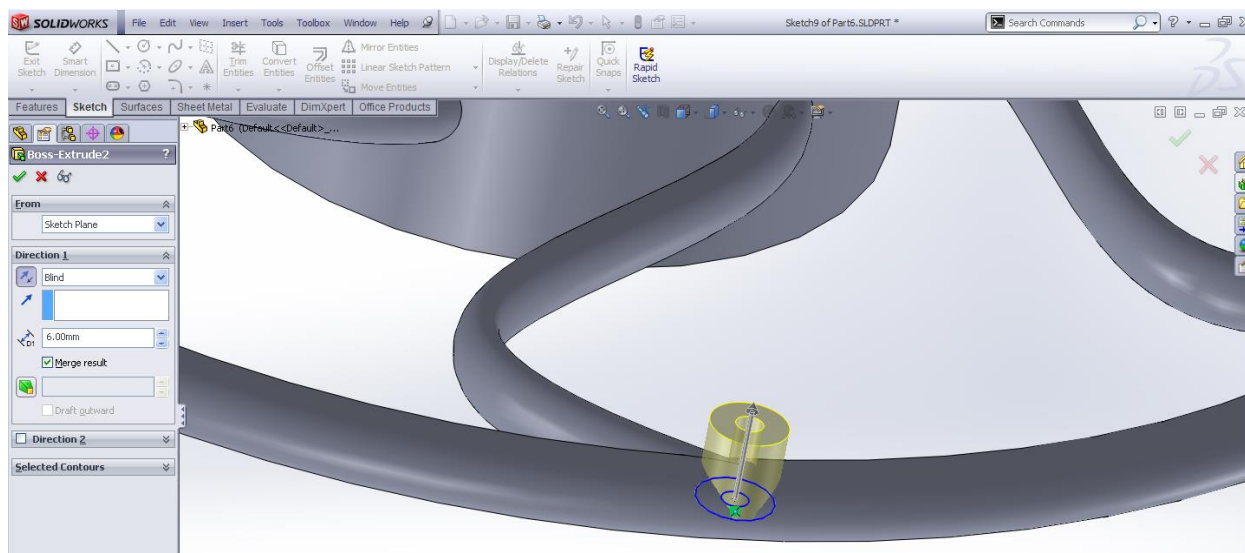 SOLIDWORKS File Edit View Insert Tools Toolbox Window Help Sketch9 of Part6.SLDPRT * Search Commands
Exit Sketch
Smart Dimension
Trim Entities
Convert Entities
Offset Entities
Mirror Entities
Linear Sketch Pattern
Move Entities
Display/Delete Relations
Repair Sketch
Quick Snaps
Rapid Sketch
Features Sketch Surfaces Sheet Metal Evaluate DimXpert Office Products
Part6 (Default<<Default>_...
Boss-Extrude2 ?
From
Sketch Plane
Direction 1
Blind
D1 6.00mm
Merge result
Draft outward
Direction 2
Selected Contours